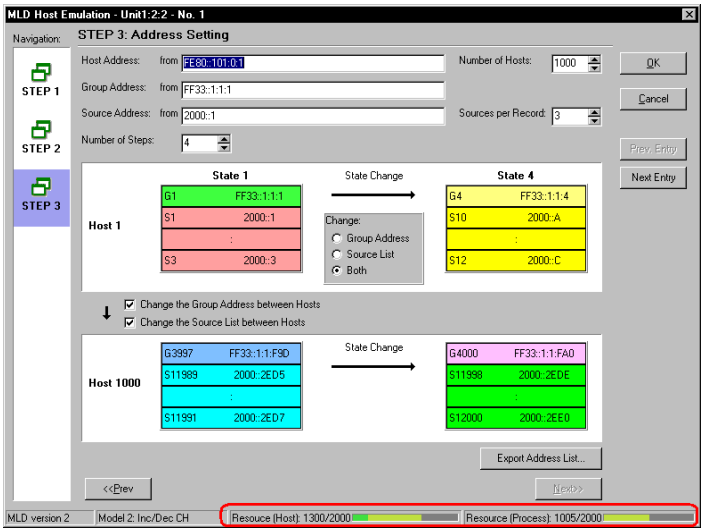 MLD Host Emulation - Unit1:2:2 - No. 1
Navigation:
STEP 3: Address Setting
Host Address: from FE80::101:0:1 Number of Hosts: 1000 OK
STEP 1
Group Address: from FF33::1:1:1
Cancel
Source Address: from 2000::1 Sources per Record: 3
Number of Steps: 4
STEP 2
Prev. Entry
State 1 State Change State 4 Next Entry
G1 FF33::1:1:1 G4 FF33::1:1:4
STEP 3
Host 1
S1 2000::1 Change: S10 2000::A
: Group Address :
S3 2000::3 Source List S12 2000::C
Both
Change the Group Address between Hosts
Change the Source List between Hosts
G3997 FF33::1:1:F9D State Change G4000 FF33::1:1:FA0
Host 1000
S11989 2000::2ED5 S11998 2000::2EDE
: :
S11991 2000::2ED7 S12000 2000::2EE0
Export Address List...
<<Prev Next>>
MLD version 2 Model 2: Inc/Dec CH Resouce (Host): 1300/2000 Resource (Process): 1005/2000